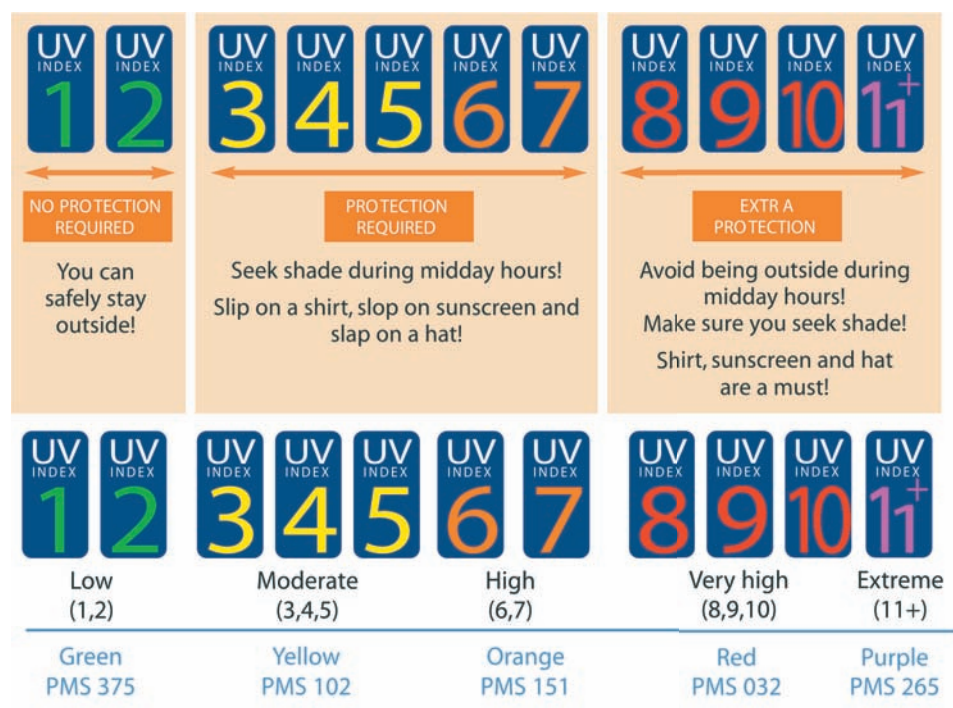 UV INDEX 1
UV INDEX 2
UV INDEX 3
UV INDEX 4
UV INDEX 5
UV INDEX 6
UV INDEX 7
UV INDEX 8
UV INDEX 9
UV INDEX 10
UV INDEX 11+
NO PROTECTION
REQUIRED
You can
safely stay
outside!
PROTECTION
REQUIRED
Seek shade during midday hours!
Slip on a shirt, slop on sunscreen and
slap on a hat!
EXTR A
PROTECTION
Avoid being outside during
midday hours!
Make sure you seek shade!
Shirt, sunscreen and hat
are a must!
UV INDEX 1
UV INDEX 2
UV INDEX 3
UV INDEX 4
UV INDEX 5
UV INDEX 6
UV INDEX 7
UV INDEX 8
UV INDEX 9
UV INDEX 10
UV INDEX 11+
Low
(1,2)
Moderate
(3,4,5)
High
(6,7)
Very high
(8,9,10)
Extreme
(11+)
Green
PMS 375
Yellow
PMS 102
Orange
PMS 151
Red
PMS 032
Purple
PMS 265